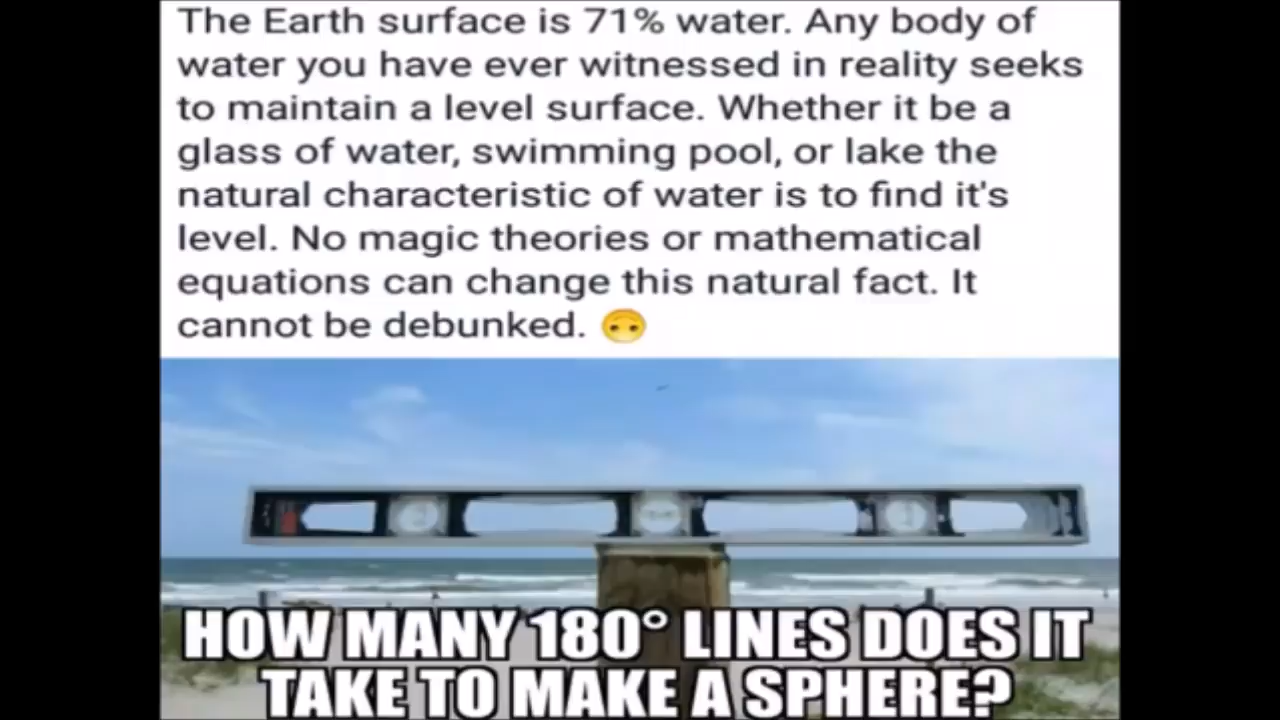 The Earth surface is 71% water. Any body of
water you have ever witnessed in reality seeks
to maintain a level surface. Whether it be a
glass of water, swimming pool, or lake the
natural characteristic of water is to find it's
level. No magic theories or mathematical
equations can change this natural fact. It
cannot be debunked. 🙃
HOW MANY 180° LINES DOES IT
TAKE TO MAKE A SPHERE?